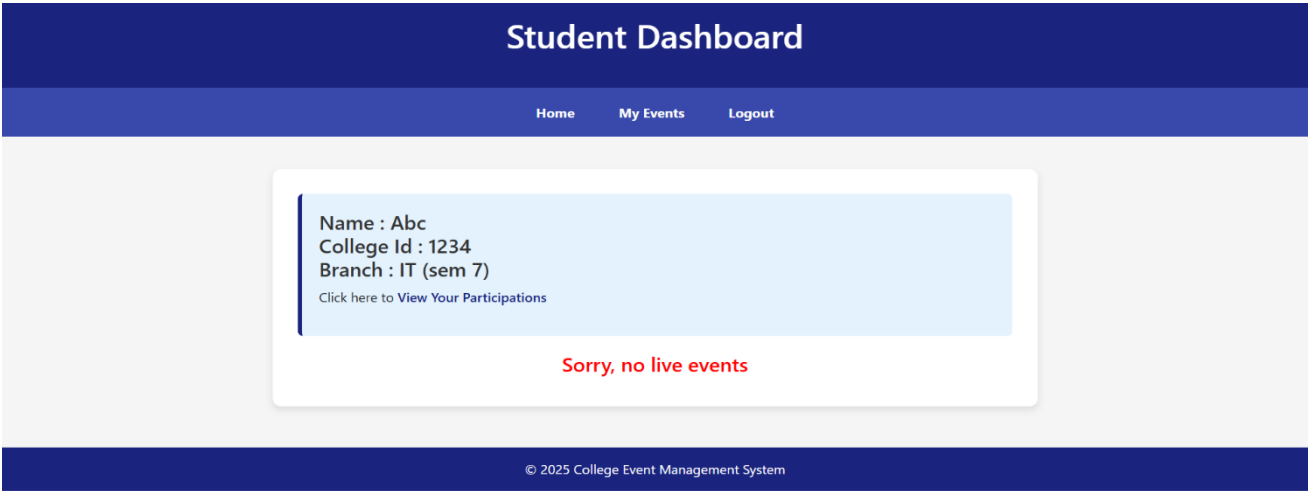 Student Dashboard
Home My Events Logout
Name : Abc
College Id : 1234
Branch : IT (sem 7)
Click here to View Your Participations
Sorry, no live events
© 2025 College Event Management System